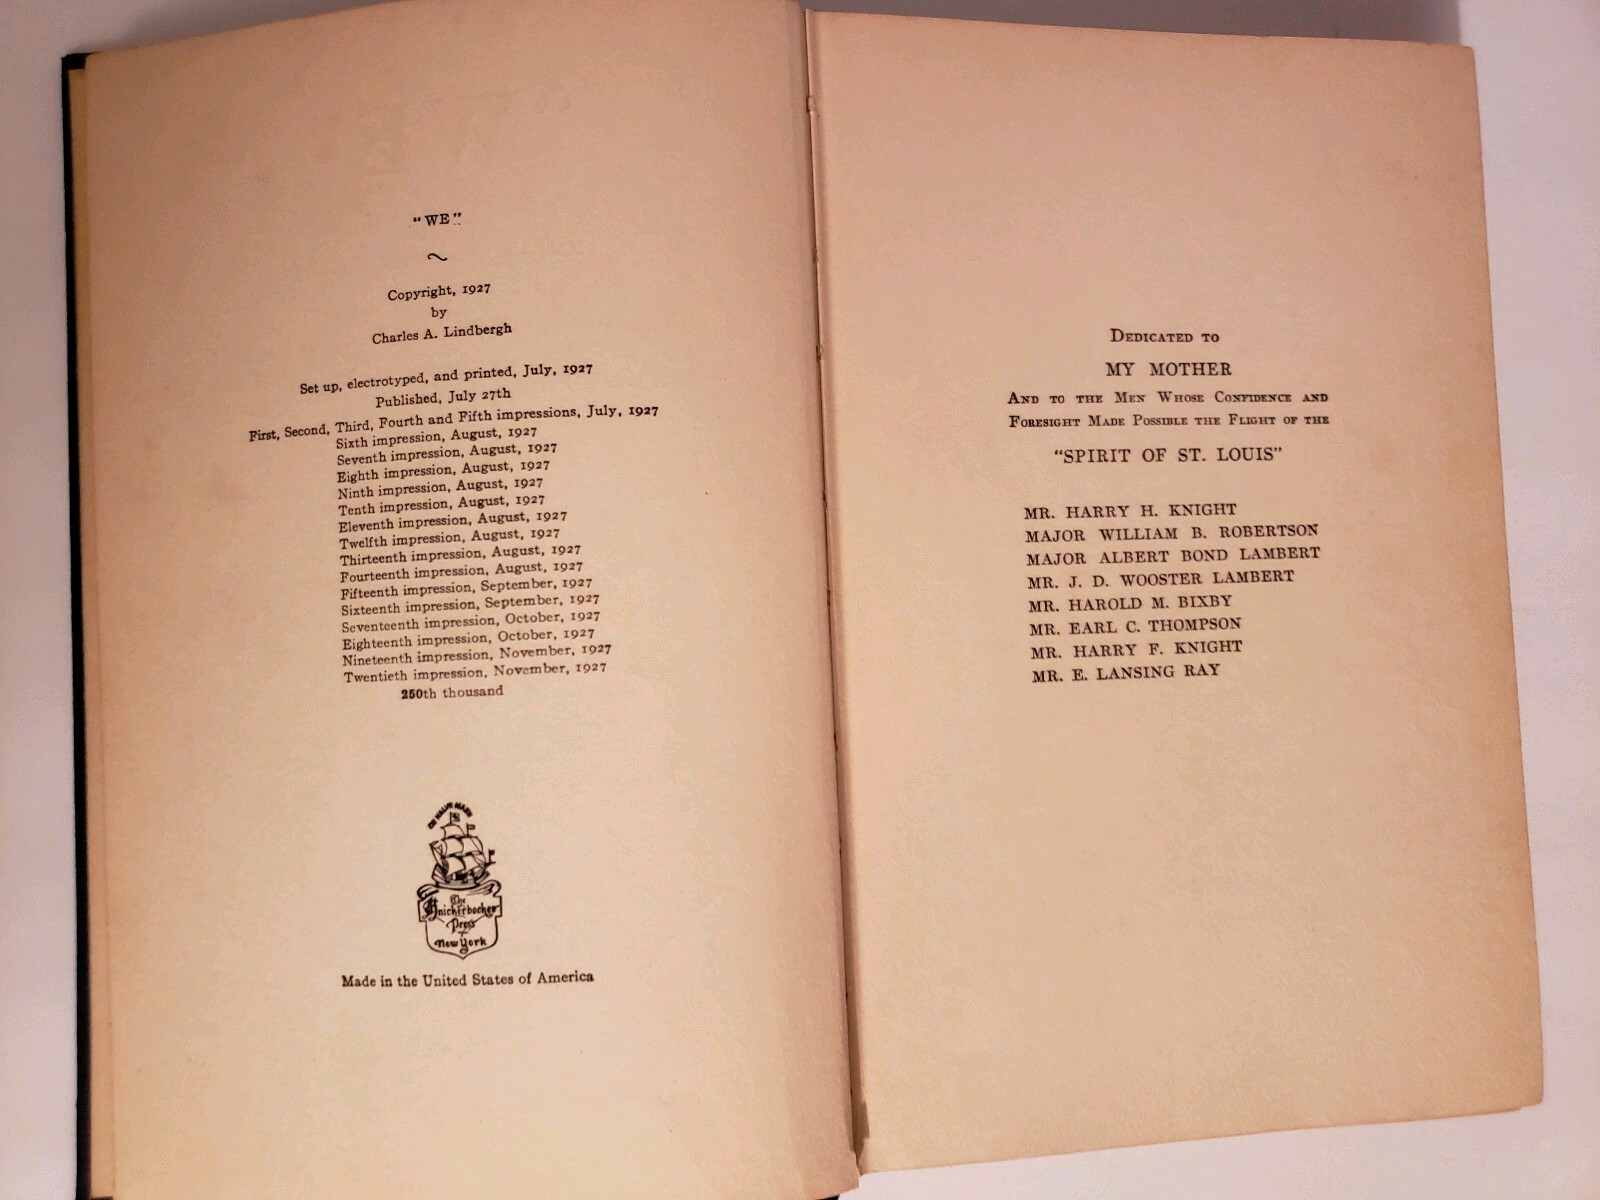 "WE"
Copyright, 1927
by
Charles A. Lindbergh
Set up, electrotyped, and printed, July, 1927
Published, July 27th
First, Second, Third, Fourth and Fifth impressions, July, 1927
Sixth impression, August, 1927
Seventh impression, August, 1927
Eighth impression, August, 1927
Ninth impression, August, 1927
Tenth impression, August, 1927
Eleventh impression, August, 1927
Twelfth impression, August, 1927
Thirteenth impression, August, 1927
Fourteenth impression, August, 1927
Fifteenth impression, September, 1927
Sixteenth impression, September, 1927
Seventeenth impression, October, 1927
Eighteenth impression, October, 1927
Nineteenth impression, November, 1927
Twentieth impression, November, 1927
250th thousand
DE HALVE MAEN
The
Knickerbocker
Press
New York
Made in the United States of America
DEDICATED TO
MY MOTHER
AND TO THE MEN WHOSE CONFIDENCE AND
FORESIGHT MADE POSSIBLE THE FLIGHT OF THE
"SPIRIT OF ST. LOUIS"
MR. HARRY H. KNIGHT
MAJOR WILLIAM B. ROBERTSON
MAJOR ALBERT BOND LAMBERT
MR. J. D. WOOSTER LAMBERT
MR. HAROLD M. BIXBY
MR. EARL C. THOMPSON
MR. HARRY F. KNIGHT
MR. E. LANSING RAY